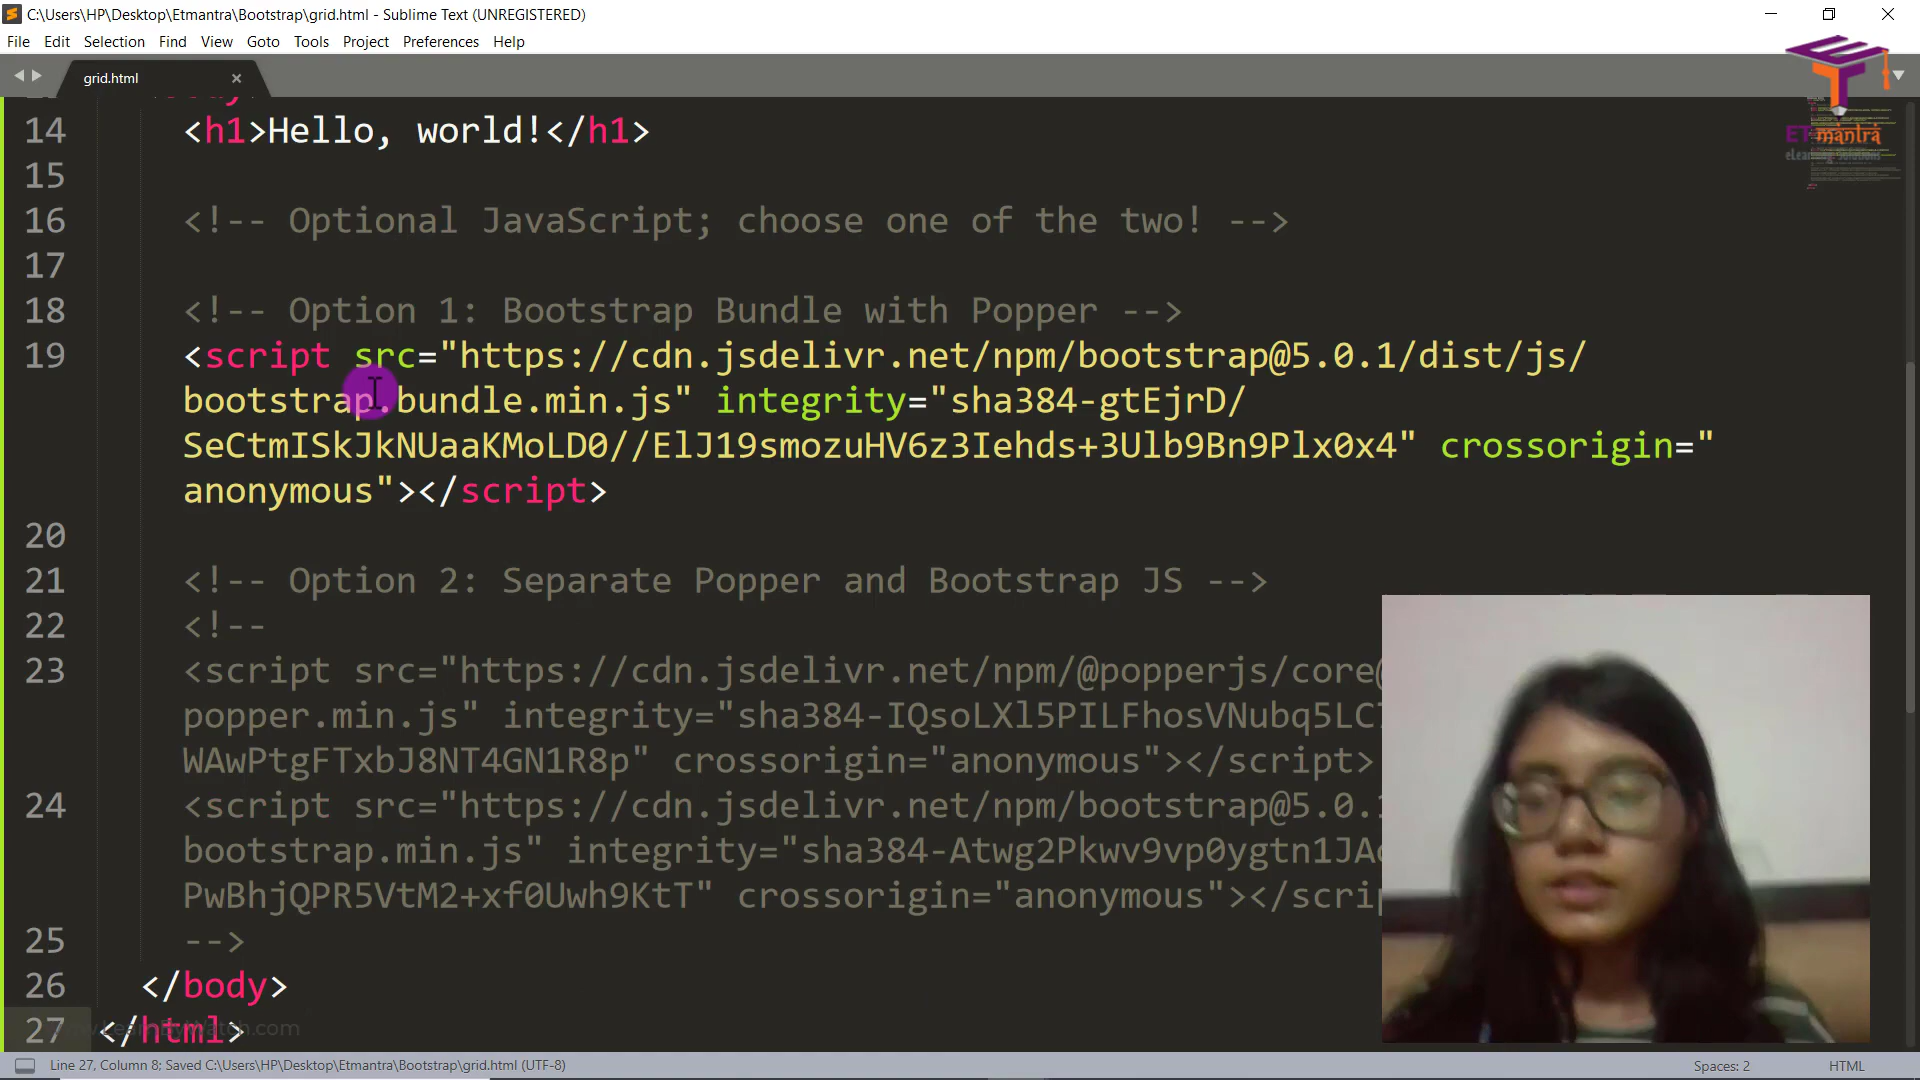 C:\Users\HP\Desktop\Etmantra\Bootstrap\grid.html - Sublime Text (UNREGISTERED)
File Edit Selection Find View Goto Tools Project Preferences Help
grid.html
ETmantra
eLearning Solutions
14 <h1>Hello, world!</h1>
15
16 <!-- Optional JavaScript; choose one of the two! -->
17
18 <!-- Option 1: Bootstrap Bundle with Popper -->
19 <script src="https://cdn.jsdelivr.net/npm/bootstrap@5.0.1/dist/js/
bootstrap.bundle.min.js" integrity="sha384-gtEjrD/
SeCtmISkJkNUaaKMoLD0//ElJ19smozuHV6z3Iehds+3Ulb9Bn9Plx0x4" crossorigin="
anonymous"></script>
20
21 <!-- Option 2: Separate Popper and Bootstrap JS -->
22 <!--
23 <script src="https://cdn.jsdelivr.net/npm/@popperjs/core@
popper.min.js" integrity="sha384-IQsoLXl5PILFhosVNubq5LC
WAwPtgFTxbJ8NT4GN1R8p" crossorigin="anonymous"></script>
24 <script src="https://cdn.jsdelivr.net/npm/bootstrap@5.0.
bootstrap.min.js" integrity="sha384-Atwg2Pkwv9vp0ygtn1JA
PwBhjQPR5VtM2+xf0Uwh9KtT" crossorigin="anonymous"></scri
25 -->
26 </body>
27 </html>
Line 27, Column 8; Saved C:\Users\HP\Desktop\Etmantra\Bootstrap\grid.html (UTF-8)
Spaces: 2
HTML